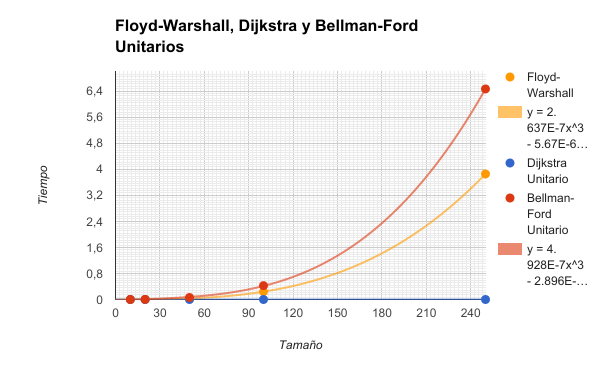 Floyd-Warshall, Dijkstra y Bellman-Ford
Unitarios
6,4
5,6
4,8
4
3,2
2,4
1,6
0,8
0
Tiempo
0
30
60
90
120
150
180
210
240
Tamaño
Floyd-
Warshall
y = 2.
637E-7x^3
- 5.67E-6…
Dijkstra
Unitario
Bellman-
Ford
Unitario
y = 4.
928E-7x^3
- 2.896E-…